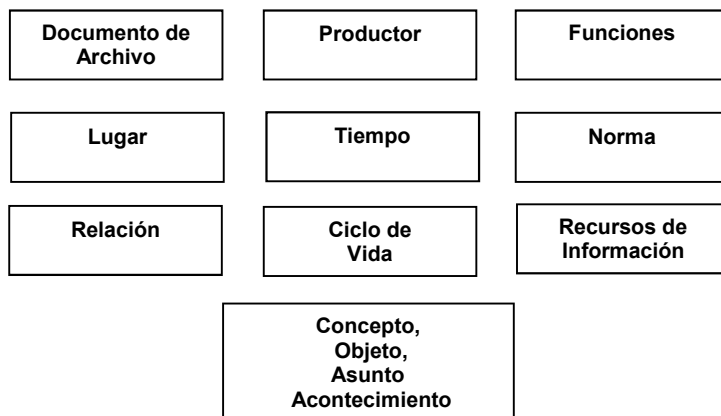 Documento de
Archivo
Productor
Funciones
Lugar
Tiempo
Norma
Relación
Ciclo de
Vida
Recursos de
Información
Concepto,
Objeto,
Asunto
Acontecimiento